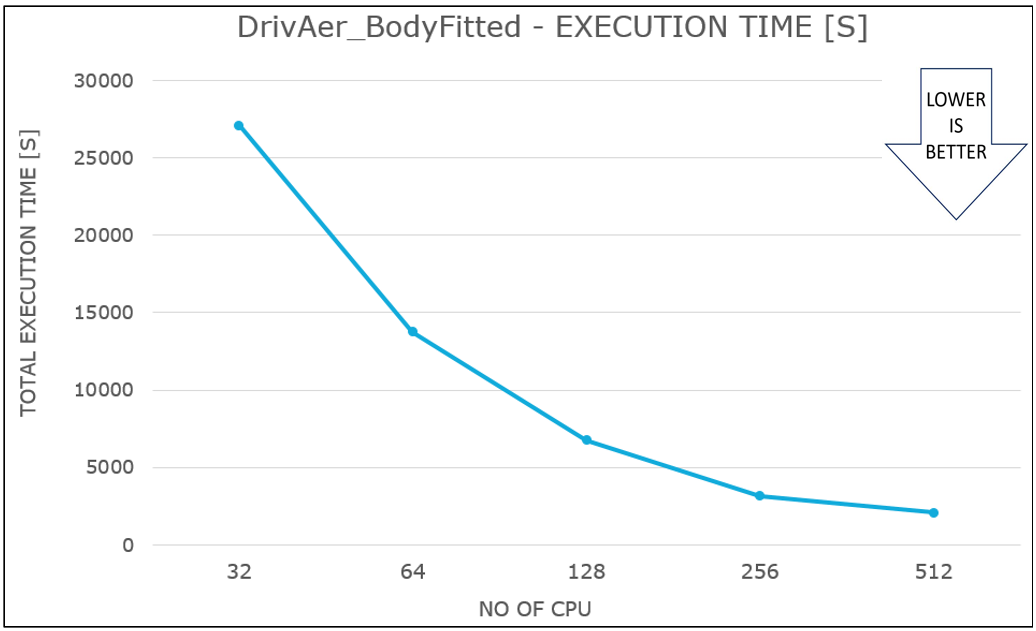 DrivAer_BodyFitted - EXECUTION TIME [S]
LOWER
IS
BETTER
TOTAL EXECUTION TIME [S]
30000
25000
20000
15000
10000
5000
0
32 64 128 256 512
NO OF CPU